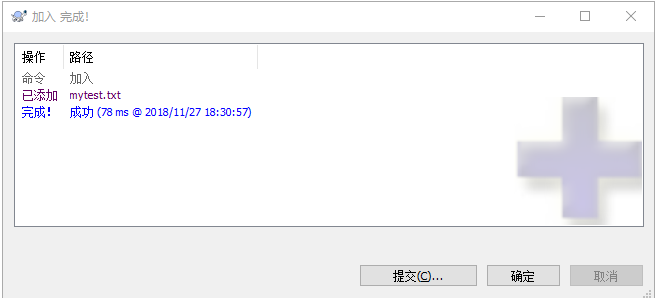 加入 完成!
操作 路径
命令 加入
已添加 mytest.txt
完成! 成功 (78 ms @ 2018/11/27 18:30:57)
提交(C)... 确定 取消